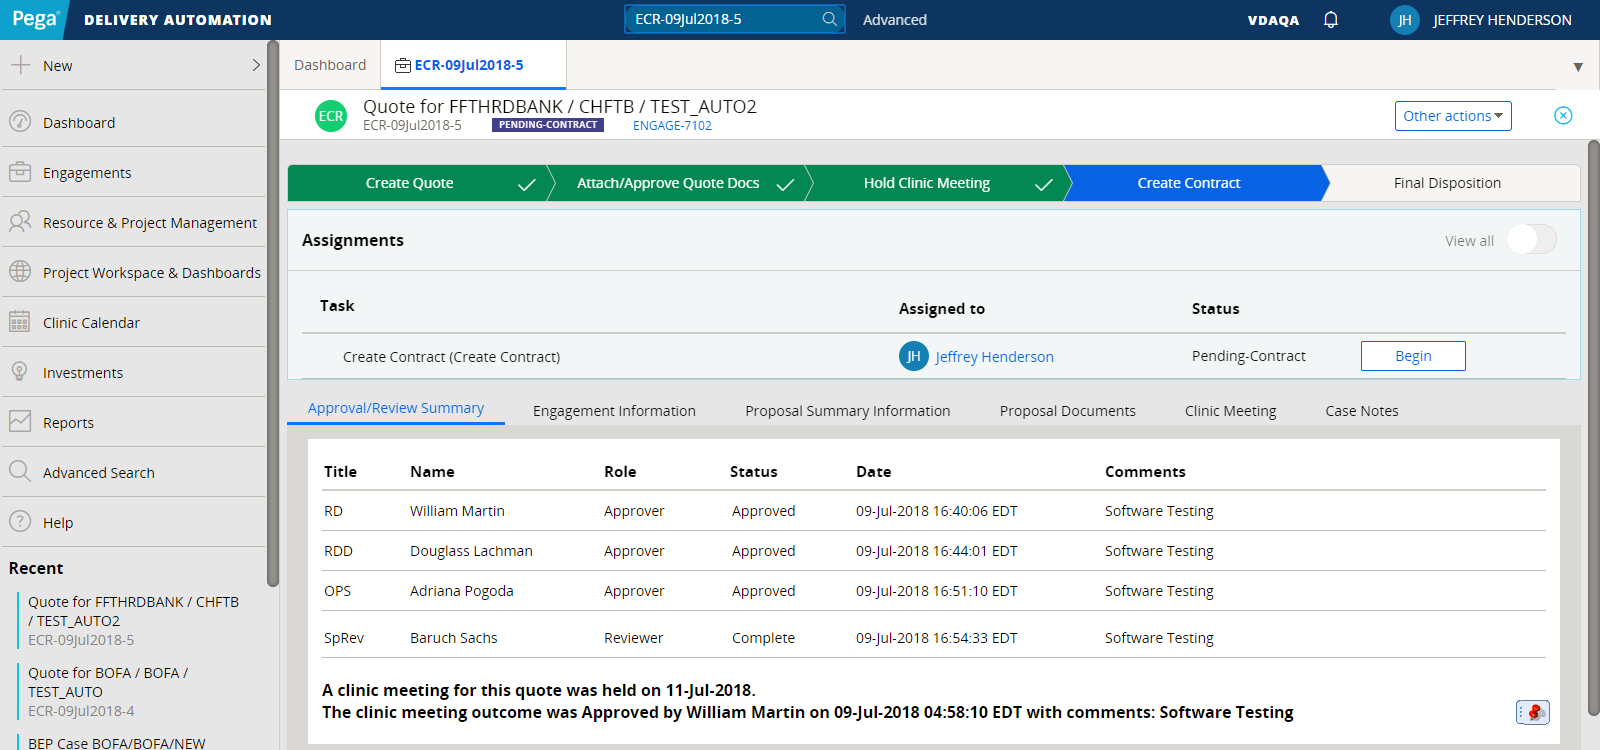 Pega® DELIVERY AUTOMATION ECR-09Jul2018-5 Advanced VDAQA JH JEFFREY HENDERSON
New
Dashboard
Engagements
Resource & Project Management
Project Workspace & Dashboards
Clinic Calendar
Investments
Reports
Advanced Search
Help
Recent
Quote for FFTHRDBANK / CHFTB
/ TEST_AUTO2
ECR-09Jul2018-5
Quote for BOFA / BOFA /
TEST_AUTO
ECR-09Jul2018-4
BEP Case BOFA/BOFA/NEW
Dashboard ECR-09Jul2018-5
ECR Quote for FFTHRDBANK / CHFTB / TEST_AUTO2
ECR-09Jul2018-5 PENDING-CONTRACT ENGAGE-7102
Other actions
Create Quote Attach/Approve Quote Docs Hold Clinic Meeting Create Contract Final Disposition
Assignments View all
Task Assigned to Status
Create Contract (Create Contract) JH Jeffrey Henderson Pending-Contract Begin
Approval/Review Summary Engagement Information Proposal Summary Information Proposal Documents Clinic Meeting Case Notes
Title Name Role Status Date Comments
RD William Martin Approver Approved 09-Jul-2018 16:40:06 EDT Software Testing
RDD Douglass Lachman Approver Approved 09-Jul-2018 16:44:01 EDT Software Testing
OPS Adriana Pogoda Approver Approved 09-Jul-2018 16:51:10 EDT Software Testing
SpRev Baruch Sachs Reviewer Complete 09-Jul-2018 16:54:33 EDT Software Testing
A clinic meeting for this quote was held on 11-Jul-2018.
The clinic meeting outcome was Approved by William Martin on 09-Jul-2018 04:58:10 EDT with comments: Software Testing